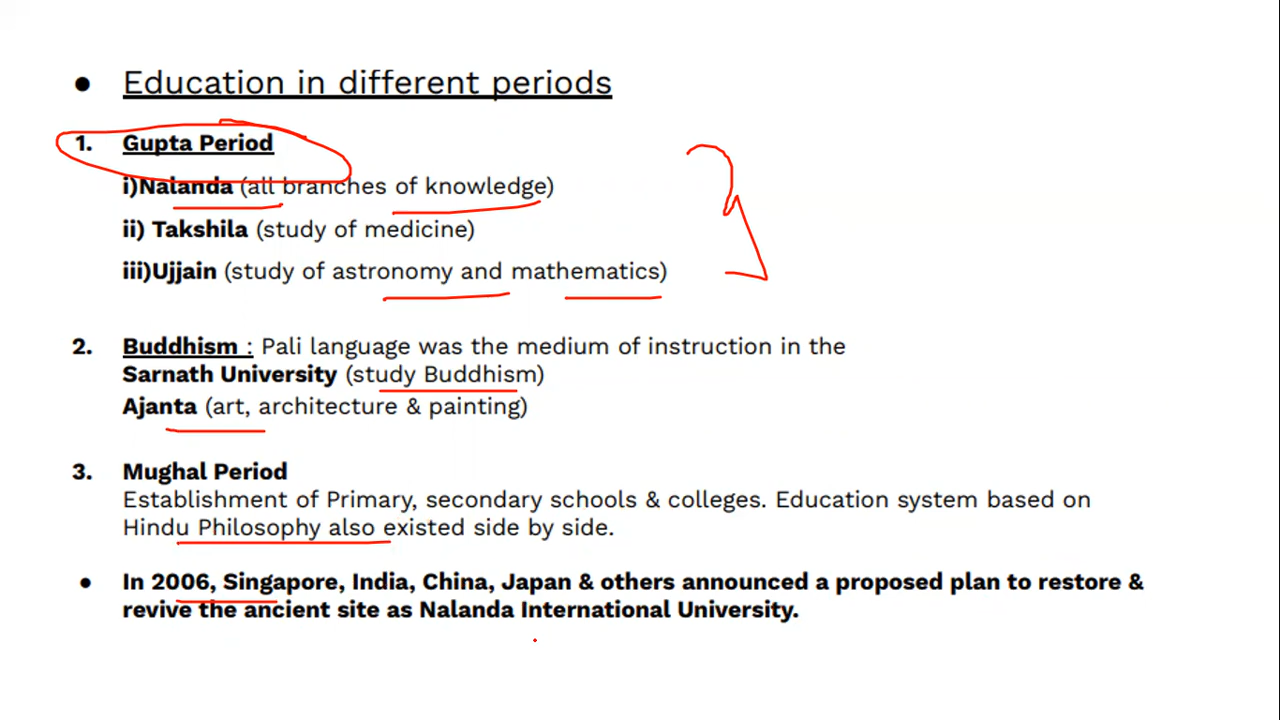 ● Education in different periods
1. Gupta Period
i)Nalanda (all branches of knowledge)
ii) Takshila (study of medicine)
iii)Ujjain (study of astronomy and mathematics)
2. Buddhism : Pali language was the medium of instruction in the
Sarnath University (study Buddhism)
Ajanta (art, architecture & painting)
3. Mughal Period
Establishment of Primary, secondary schools & colleges. Education system based on
Hindu Philosophy also existed side by side.
● In 2006, Singapore, India, China, Japan & others announced a proposed plan to restore &
revive the ancient site as Nalanda International University.